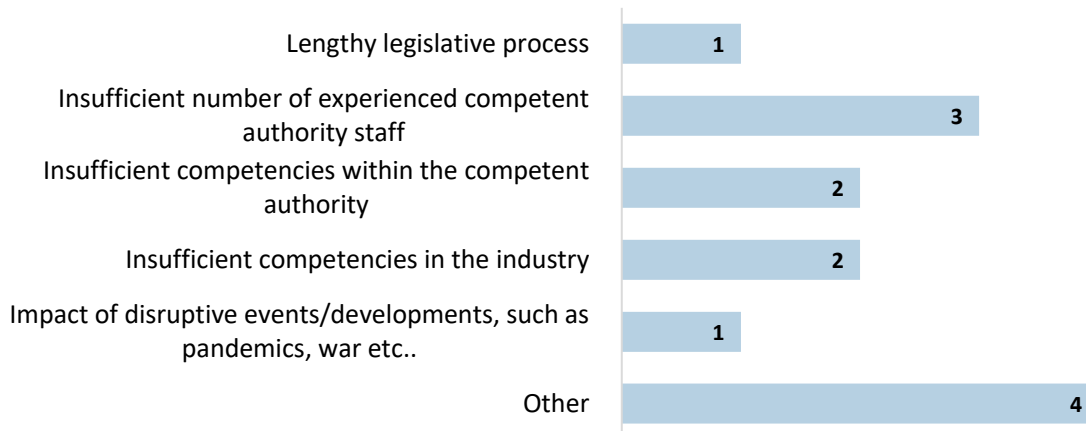 Lengthy legislative process
1
Insufficient number of experienced competent
authority staff
3
Insufficient competencies within the competent
authority
2
Insufficient competencies in the industry
2
Impact of disruptive events/developments, such as
pandemics, war etc..
1
Other
4